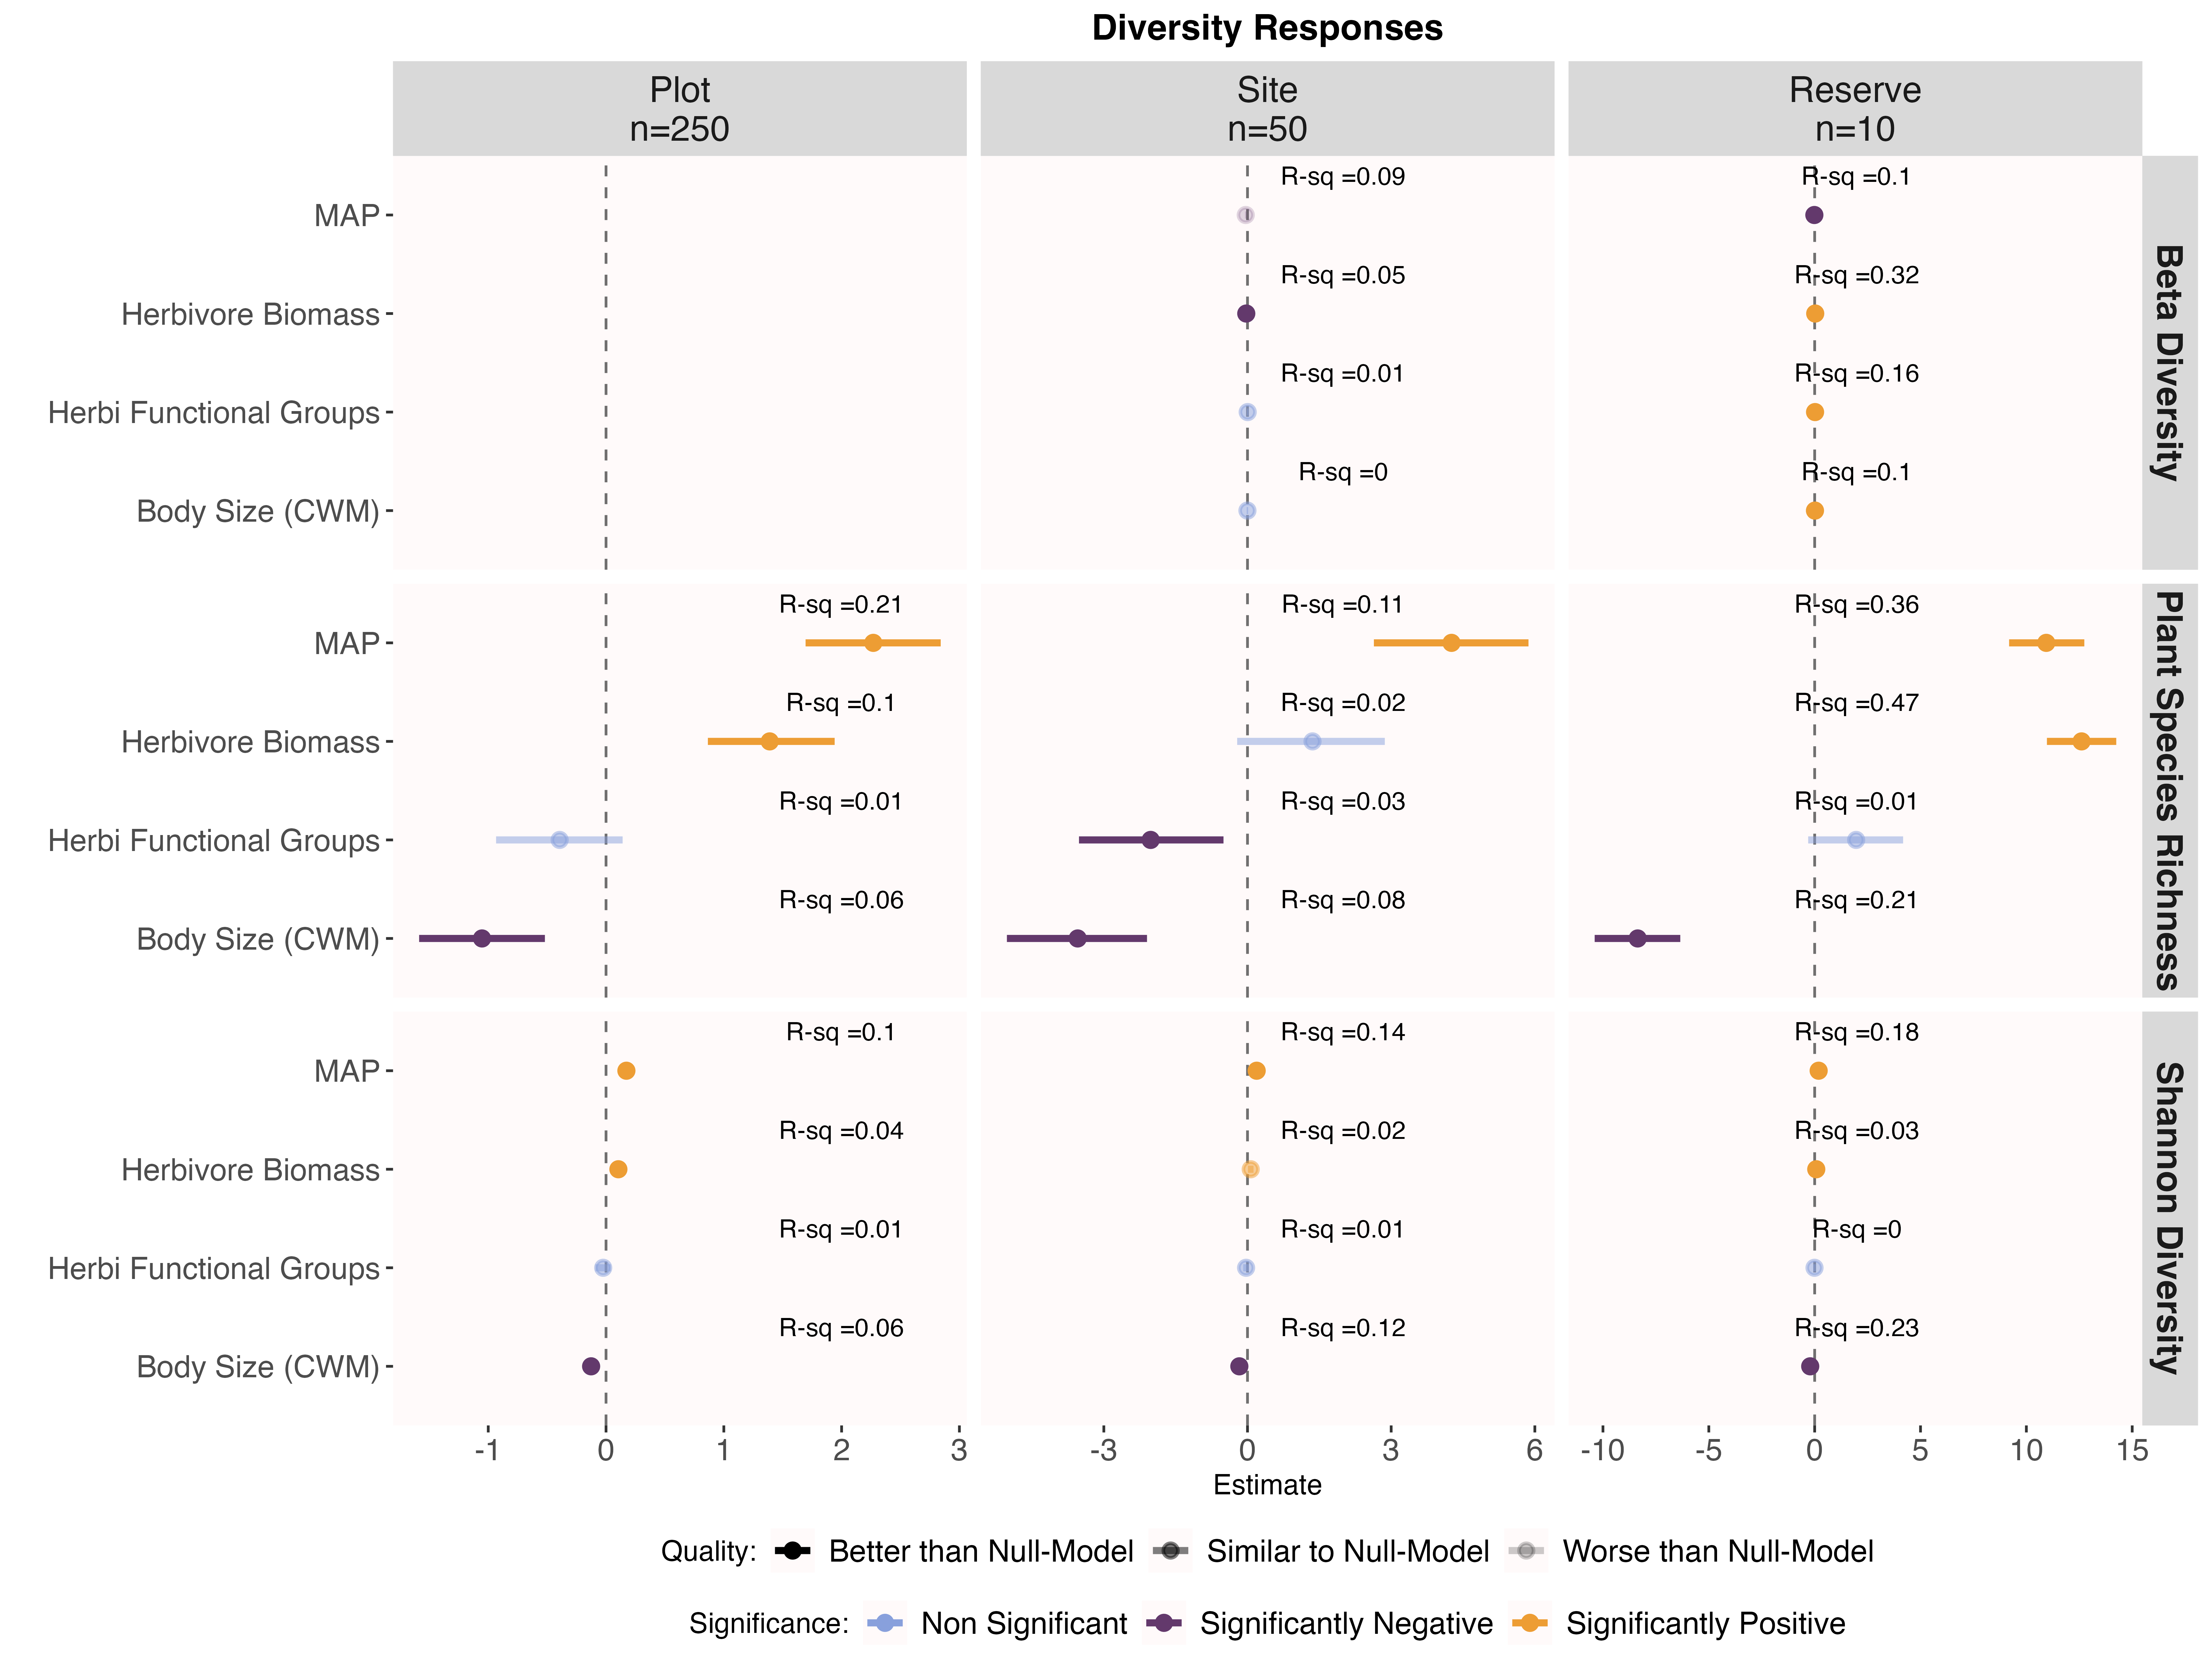 Diversity Responses
Plot
n=250
Site
n=50
Reserve
n=10
R-sq =0.09
R-sq =0.1
MAP
R-sq =0.05
R-sq =0.32
Herbivore Biomass
R-sq =0.01
R-sq =0.16
Herbi Functional Groups
R-sq =0
R-sq =0.1
Body Size (CWM)
Beta Diversity
R-sq =0.21
R-sq =0.11
R-sq =0.36
MAP
R-sq =0.1
R-sq =0.02
R-sq =0.47
Herbivore Biomass
R-sq =0.01
R-sq =0.03
R-sq =0.01
Herbi Functional Groups
R-sq =0.06
R-sq =0.08
R-sq =0.21
Body Size (CWM)
Plant Species Richness
R-sq =0.1
R-sq =0.14
R-sq =0.18
MAP
R-sq =0.04
R-sq =0.02
R-sq =0.03
Herbivore Biomass
R-sq =0.01
R-sq =0.01
R-sq =0
Herbi Functional Groups
R-sq =0.06
R-sq =0.12
R-sq =0.23
Body Size (CWM)
Shannon Diversity
-1 0 1 2 3
-3 0 3 6
-10 -5 0 5 10 15
Estimate
Quality: Better than Null-Model Similar to Null-Model Worse than Null-Model
Significance: Non Significant Significantly Negative Significantly Positive